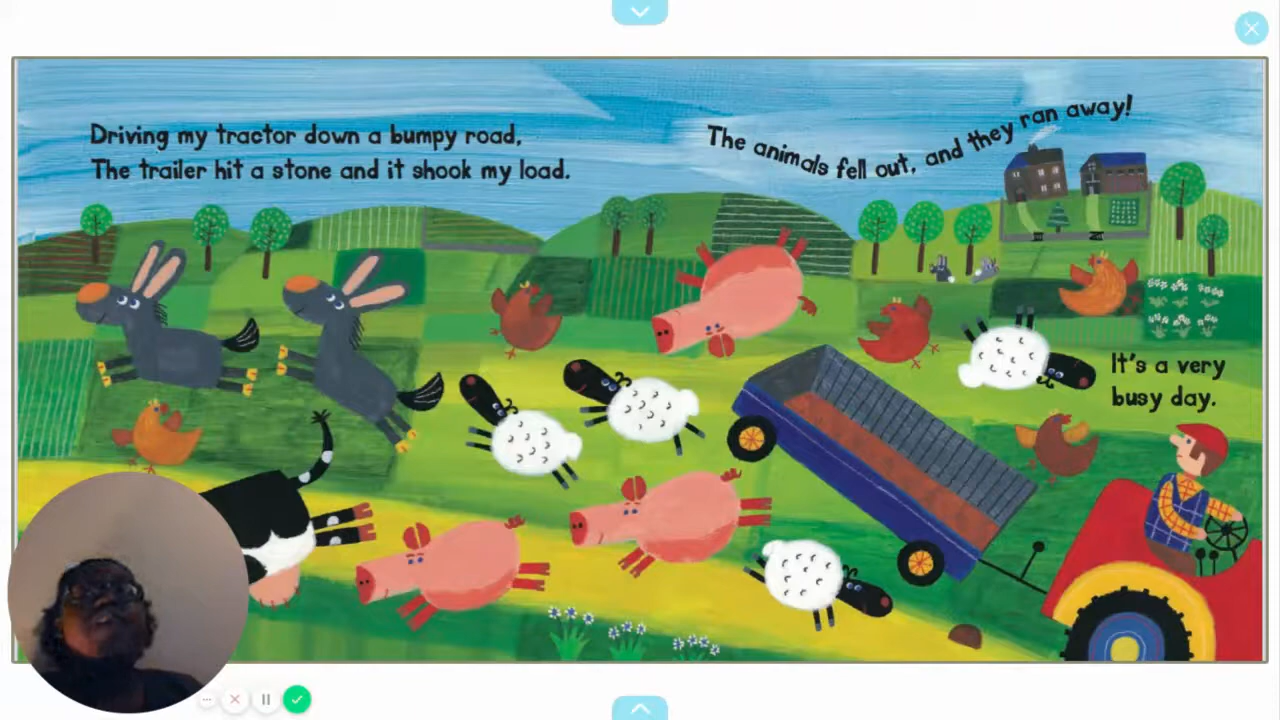 Driving my tractor down a bumpy road,
The trailer hit a stone and it shook my load.
The animals fell out, and they ran away!
It's a very
busy day.